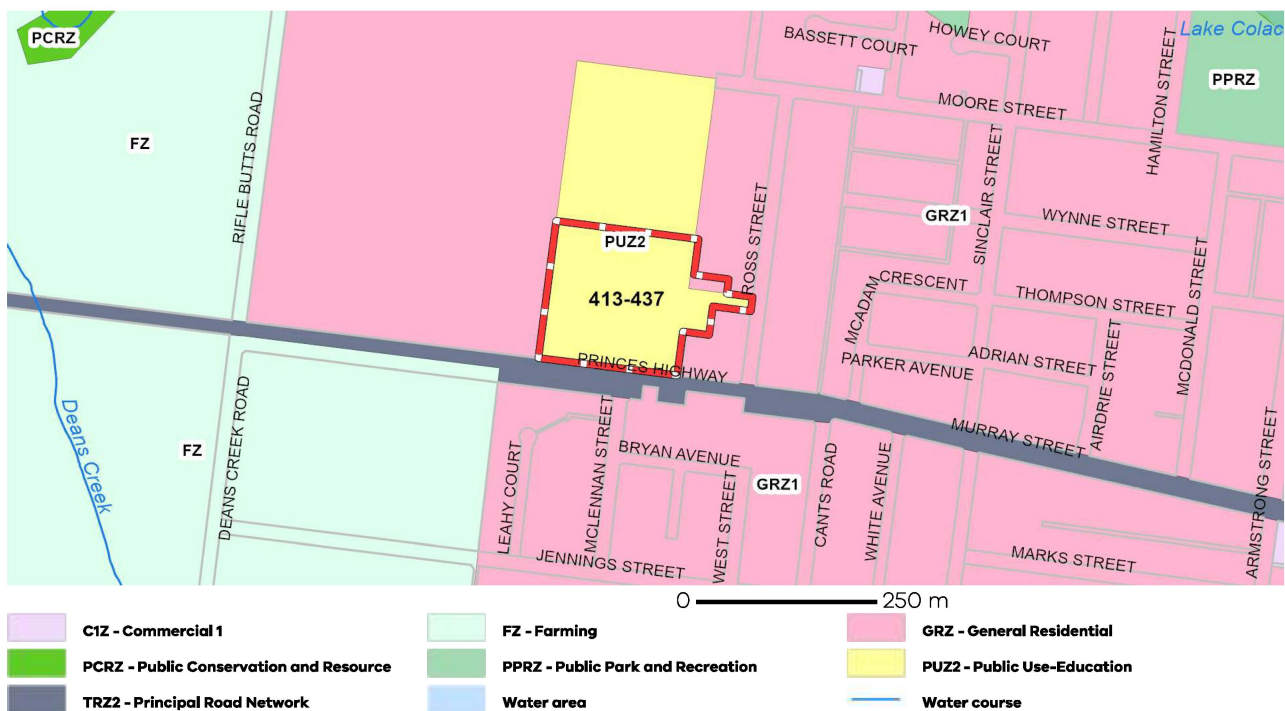 Lake Colac
HOWEY COURT
BASSETT COURT
PCRZ
HAMILTON STREET
PPRZ
MOORE STREET
FZ
RIFLE BUTTS ROAD
SINCLAIR STREET
ROSS STREET
GRZ1
WYNNE STREET
PUZ2
MCDONALD STREET
CRESCENT
MCADAM
THOMPSON STREET
413-437
ADRIAN STREET
AIRDRIE STREET
PARKER AVENUE
PRINCES HIGHWAY
DEANS CREEK ROAD
Deans Creek
FZ
LEAHY COURT
MCLENNAN STREET
BRYAN AVENUE
WEST STREET
GRZ1
CANTS ROAD
WHITE AVENUE
MURRAY STREET
ARMSTRONG STREET
JENNINGS STREET
MARKS STREET
0 250 m
C1Z - Commercial 1
FZ - Farming
GRZ - General Residential
PCRZ - Public Conservation and Resource
PPRZ - Public Park and Recreation
PUZ2 - Public Use-Education
TRZ2 - Principal Road Network
Water area
Water course